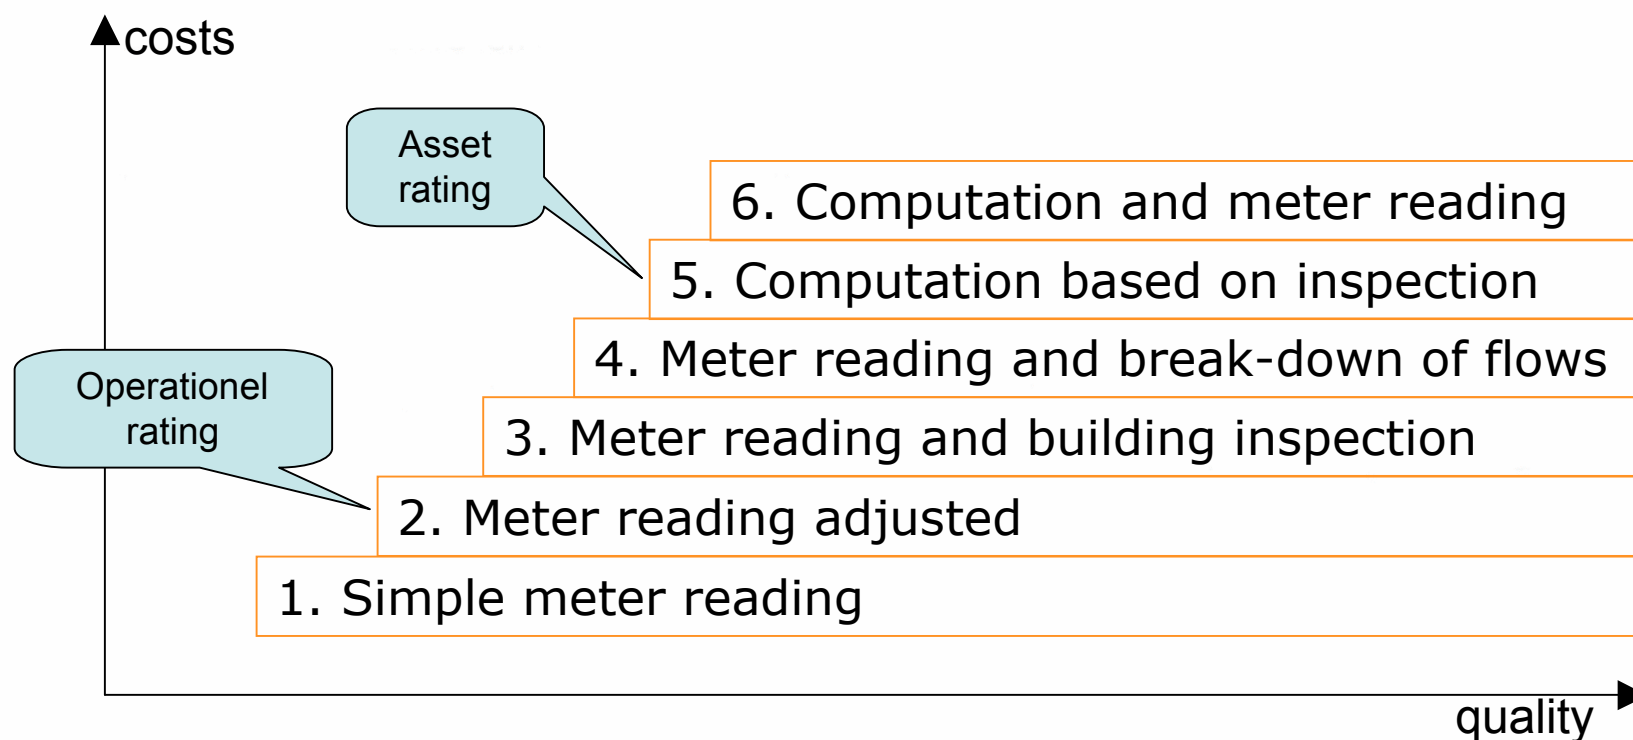 costs
Asset
rating
6. Computation and meter reading
5. Computation based on inspection
4. Meter reading and break-down of flows
Operationel
rating
3. Meter reading and building inspection
2. Meter reading adjusted
1. Simple meter reading
quality